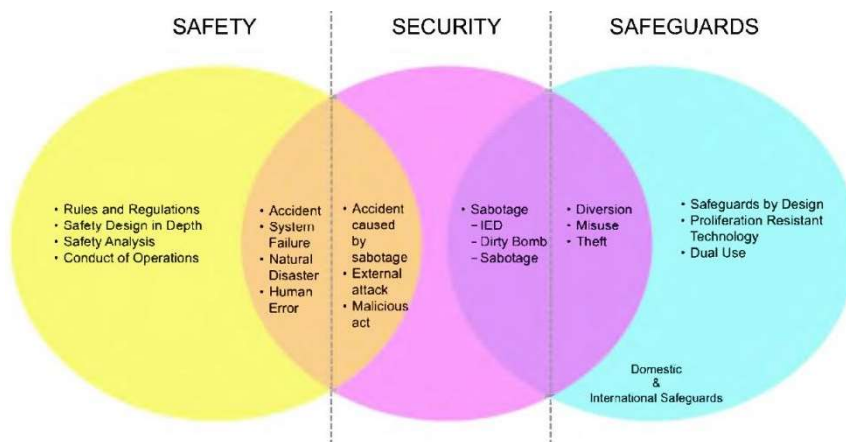 SAFETY
SECURITY
SAFEGUARDS
• Rules and Regulations
• Safety Design in Depth
• Safety Analysis
• Conduct of Operations
• Accident
• System
Failure
• Natural
Disaster
• Human
Error
• Accident
caused
by
sabotage
• External
attack
• Malicious
act
• Sabotage
–IED
–Dirty Bomb
–Sabotage
• Diversion
• Misuse
• Theft
• Safeguards by Design
• Proliferation Resistant
Technology
• Dual Use
Domestic
&
International Safeguards